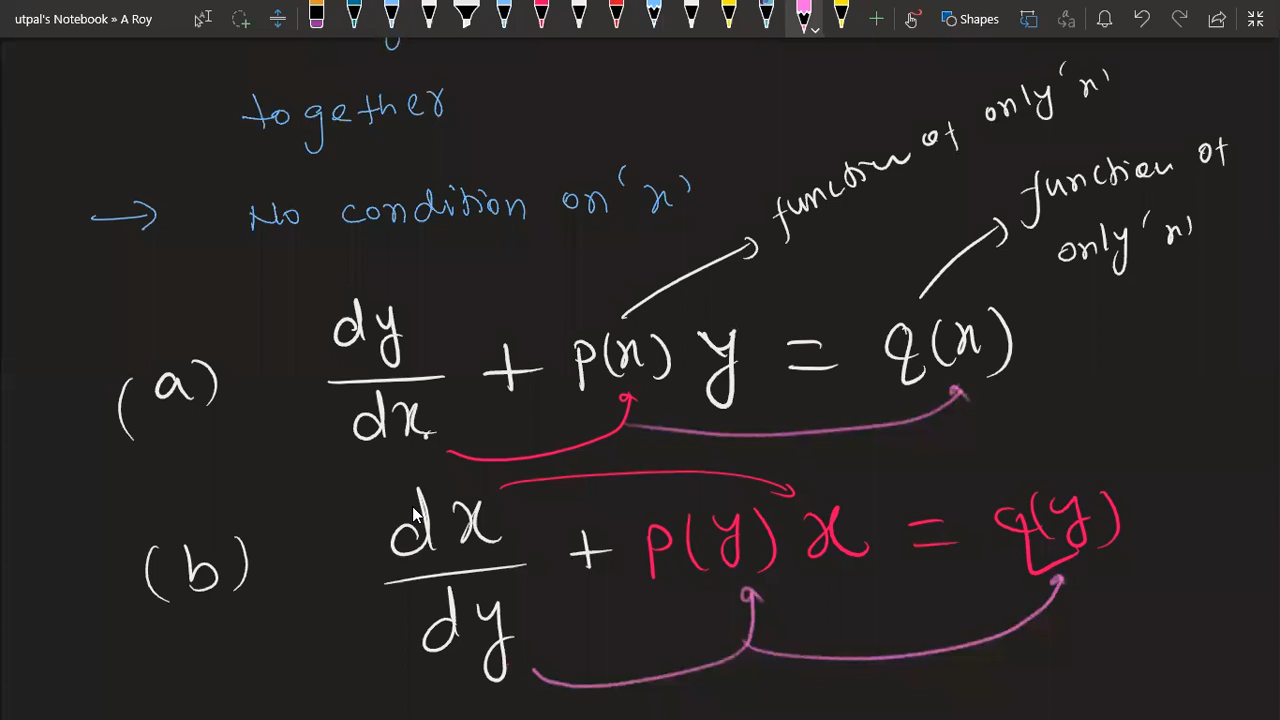 utpal's Notebook » A Roy
Shapes
together
→ No condition on 'x'
function of only 'x'
function of
only 'x'
(a) dy/dx + p(x) y = q(x)
(b) dx/dy + p(y) x = q(y)